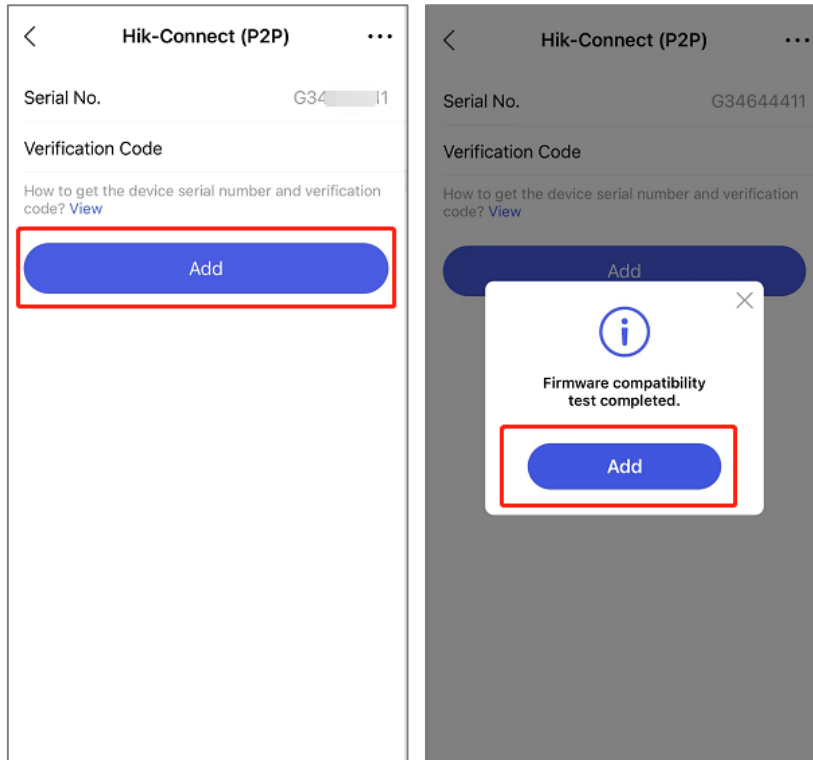 Hik-Connect (P2P)
Serial No.
G34 11
Verification Code
How to get the device serial number and verification
code? View
Add
Hik-Connect (P2P)
Serial No.
G34644411
Verification Code
How to get the device serial number and verification
code? View
Add
Firmware compatibility
test completed.
Add